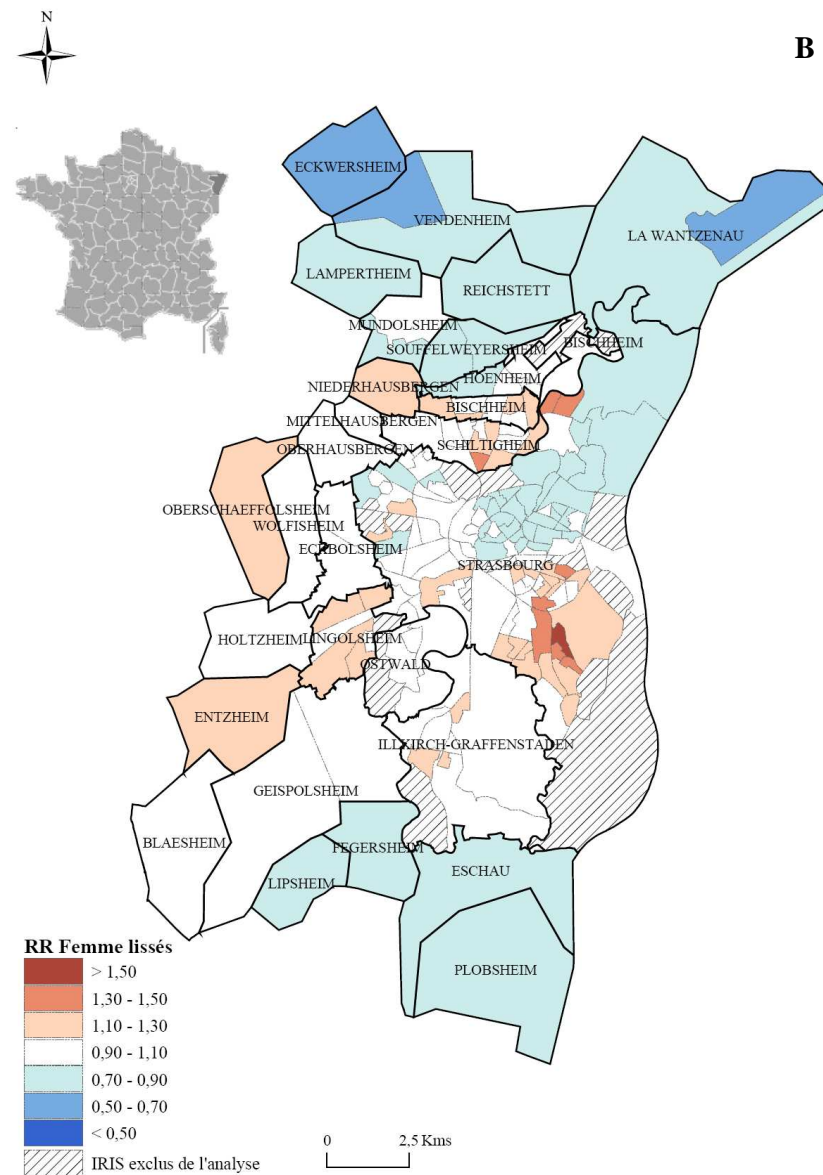 N
B
ECKWERSHEIM
VENDENHEIM
LA WANTZENAU
LAMPERTHEIM
REICHSTETT
MUNDOLSHEIM
BISCHHEIM
SOUFFELWEYERSHEIM
HOENHEIM
NIEDERHAUSBERGEN
BISCHHEIM
MITTELHAUSBERGEN
SCHILTIGHEIM
OBERHAUSBERGEN
OBERSCHAEFFOLSHEIM
WOLFISHEIM
ECKBOLSHEIM
STRASBOURG
HOLTZHEIM
LINGOLSHEIM
OSTWALD
ENTZHEIM
ILLKIRCH-GRAFFENSTADEN
GEISPOLSHEIM
BLAESHEIM
FEGERSHEIM
ESCHAU
LIPSHEIM
PLOBSHEIM
RR Femme lissés
> 1,50
1,30 - 1,50
1,10 - 1,30
0,90 - 1,10
0,70 - 0,90
0,50 - 0,70
< 0,50
IRIS exclus de l'analyse
0 2,5 Kms